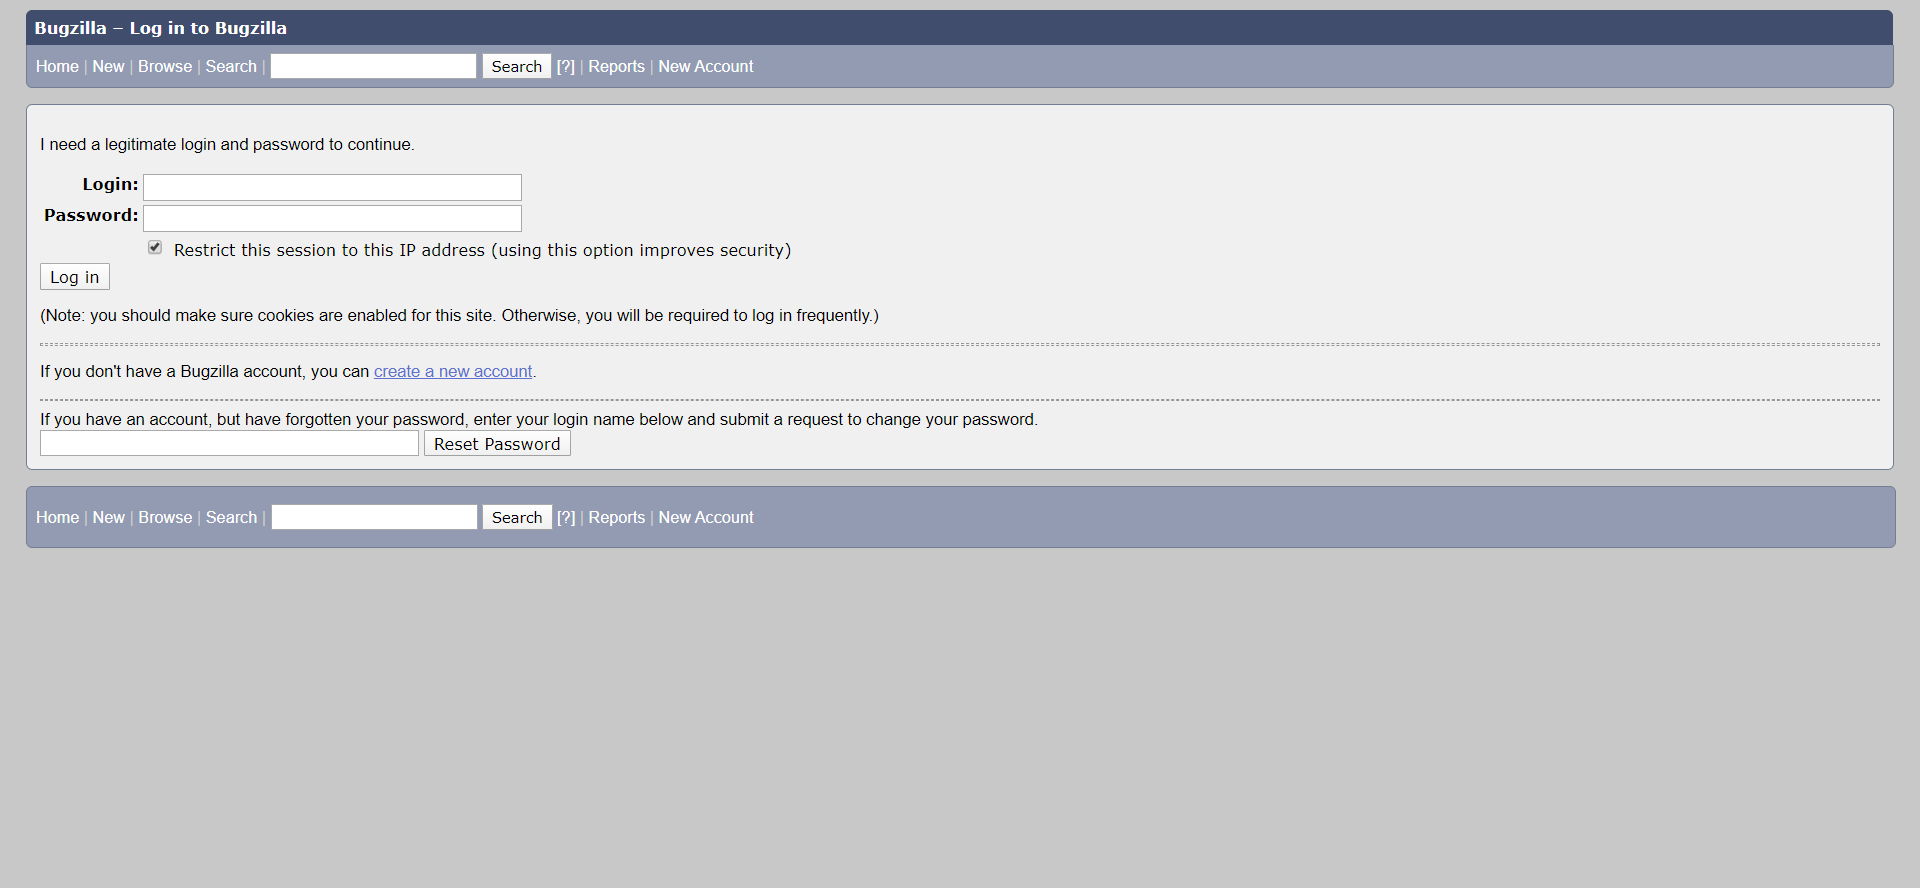 Bugzilla – Log in to Bugzilla
Home | New | Browse | Search | Search [?] | Reports | New Account
I need a legitimate login and password to continue.
Login:
Password:
Restrict this session to this IP address (using this option improves security)
Log in
(Note: you should make sure cookies are enabled for this site. Otherwise, you will be required to log in frequently.)
If you don't have a Bugzilla account, you can create a new account.
If you have an account, but have forgotten your password, enter your login name below and submit a request to change your password.
Reset Password
Home | New | Browse | Search | Search [?] | Reports | New Account